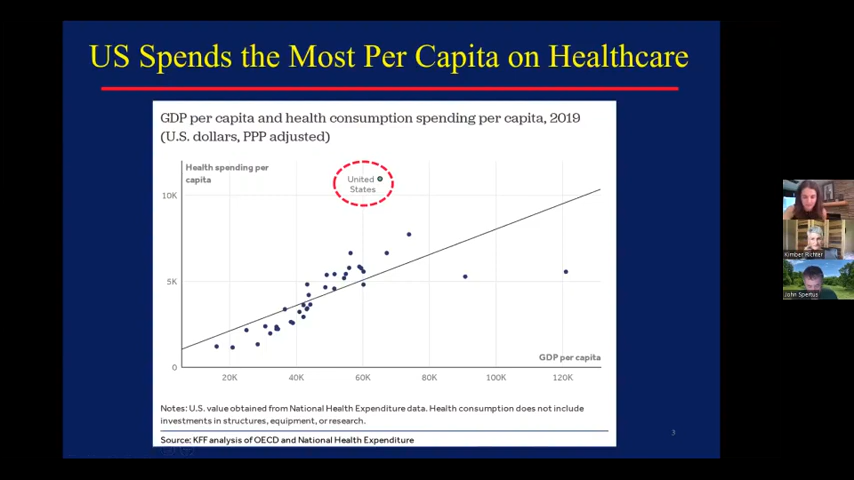 US Spends the Most Per Capita on Healthcare
GDP per capita and health consumption spending per capita, 2019
(U.S. dollars, PPP adjusted)
Health spending per
capita
United
States
10K
5K
0
GDP per capita
20K
40K
60K
80K
100K
120K
Notes: U.S. value obtained from National Health Expenditure data. Health consumption does not include
investments in structures, equipment, or research.
Source: KFF analysis of OECD and National Health Expenditure
3
Kimber Richter
John Spertus